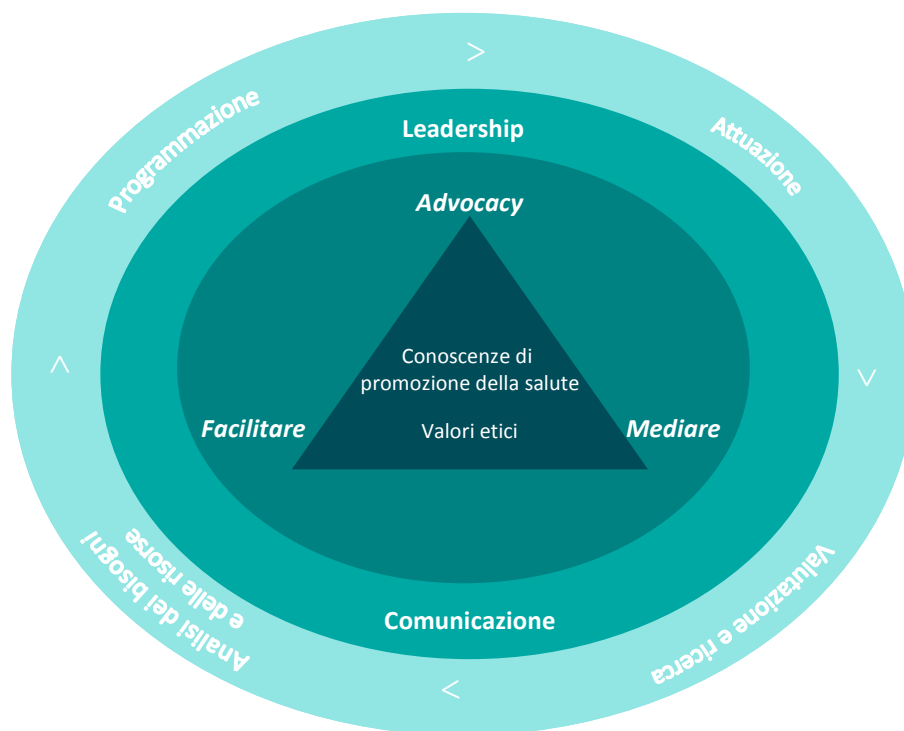 >
Programmazione
Attuazione
Leadership
Advocacy
Conoscenze di
promozione della salute
Valori etici
Facilitare
Mediare
>
>
Analisi dei bisogni
e delle risorse
Valutazione e ricerca
Comunicazione
>